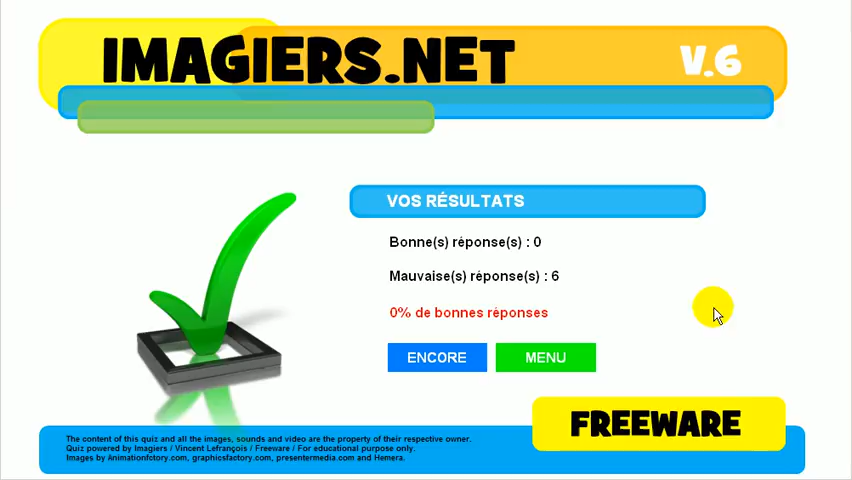 IMAGIERS.NET
V.6
VOS RÉSULTATS
Bonne(s) réponse(s) : 0
Mauvaise(s) réponse(s) : 6
0% de bonnes réponses
ENCORE
MENU
FREEWARE
The content of this quiz and all the images, sounds and video are the property of their respective owner.
Quiz powered by Imagiers / Vincent Lefrançois / Freeware / For educational purpose only.
Images by Animationfctory.com, graphicsfactory.com, presentermedia.com and Hemera.